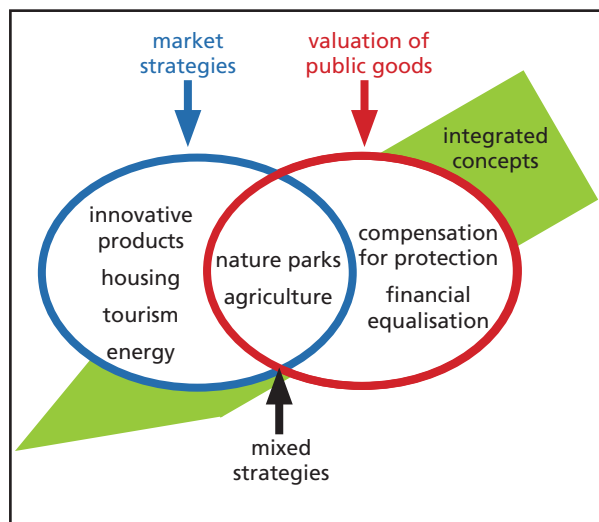 market
strategies
valuation of
public goods
integrated
concepts
innovative
products
housing
tourism
energy
nature parks
agriculture
compensation
for protection
financial
equalisation
mixed
strategies